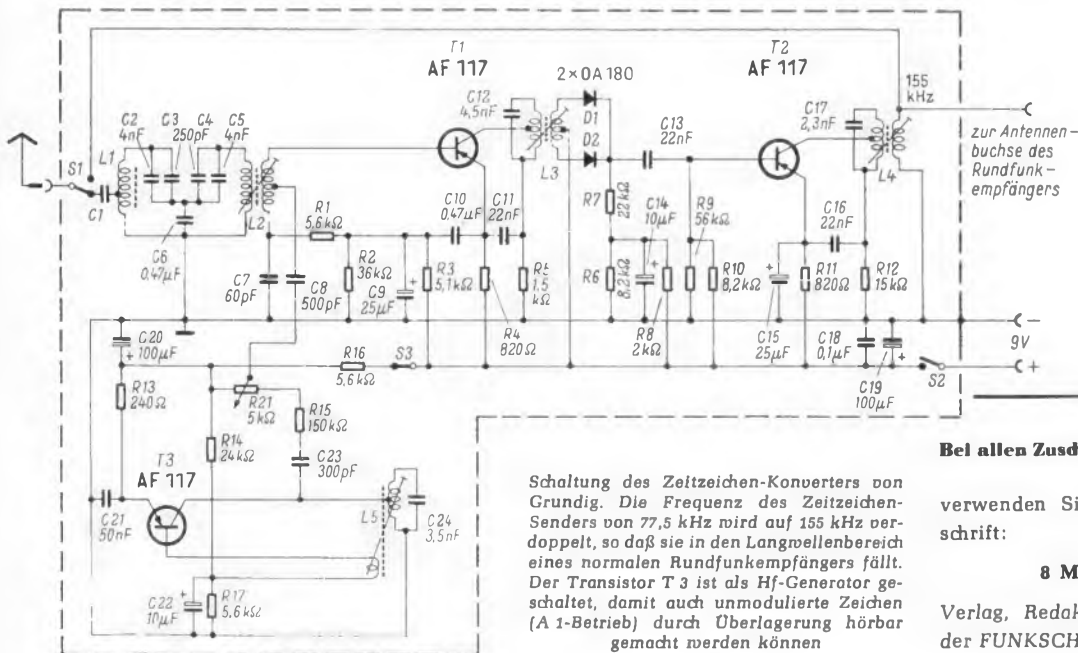 T1
AF 117
T2
AF 117
2×OA180
C12
4,5nF
D1
D2
C13
22nF
C17
2,3nF
155
kHz
zur Antennen-
buchse des
Rundfunk-
empfängers
S1
L1
C1
C2
4nF
C3
C4
250pF
C5
4nF
L2
C6
0,47µF
L3
L4
R1
5,6kΩ
R2
36kΩ
C7
60pF
C8
500pF
C9
25µF
R3
5,1kΩ
C10
0,47µF
C11
22nF
R4
820Ω
1,5
kΩ
R7
22kΩ
C14
10µF
R9
56kΩ
R6
8,2kΩ
R8
2kΩ
R10
8,2kΩ
C16
22nF
C15
25µF
R11
820Ω
R12
15kΩ
C18
0,1µF
C19
100µF
9V
S2
C20
100µF
R13
240Ω
R16
5,6kΩ
S3
R21
5kΩ
R15
150kΩ
R14
24kΩ
C23
300pF
T3
AF 117
C21
50nF
L5
C24
3,5nF
C22
10µF
R17
5,6kΩ
Schaltung des Zeitzeichen-Konverters von
Grundig. Die Frequenz des Zeitzeichen-
Senders von 77,5 kHz wird auf 155 kHz ver-
doppelt, so daß sie in den Langwellenbereich
eines normalen Rundfunkempfängers fällt.
Der Transistor T 3 ist als Hf-Generator ge-
schaltet, damit auch unmodulierte Zeichen
(A 1-Betrieb) durch Überlagerung hörbar
gemacht werden können
Bei allen
verwenden
schrift:
8 M
Verlag,
der